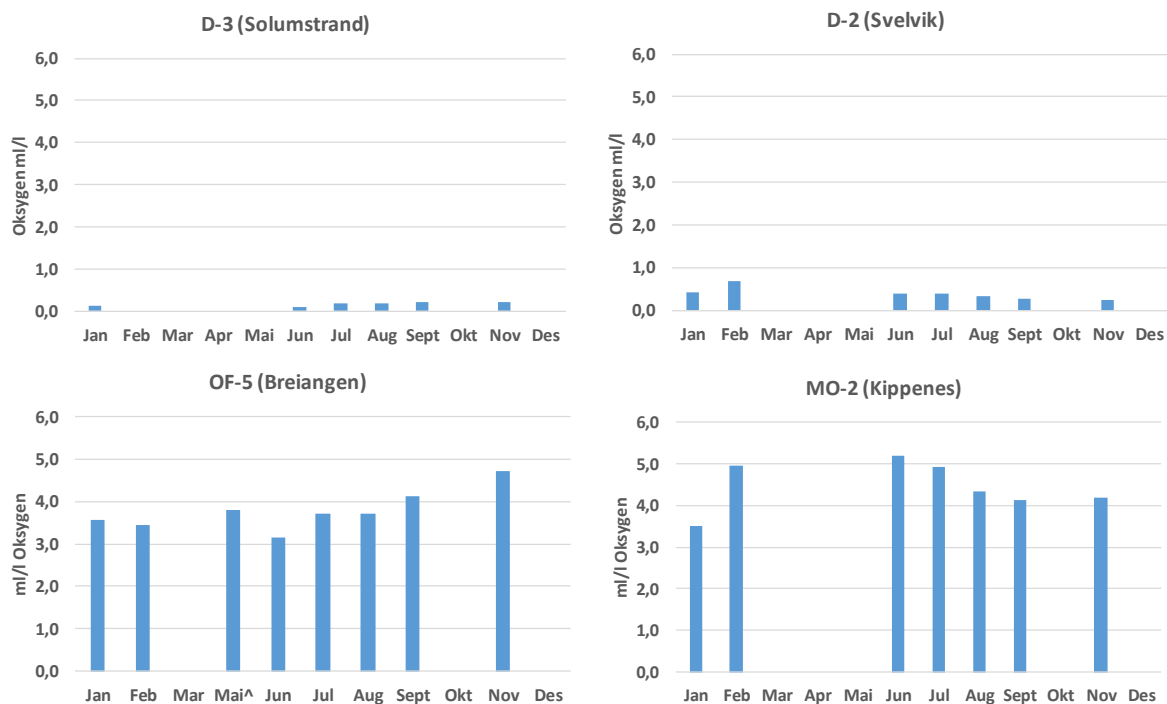 D-3 (Solumstrand)
6,0
5,0
4,0
3,0
2,0
1,0
0,0
Oksygen ml/l
Jan Feb Mar Apr Mai Jun Jul Aug Sept Okt Nov Des
D-2 (Svelvik)
6,0
5,0
4,0
3,0
2,0
1,0
0,0
Oksygen ml/l
Jan Feb Mar Apr Mai Jun Jul Aug Sept Okt Nov Des
OF-5 (Breiangen)
6,0
5,0
4,0
3,0
2,0
1,0
0,0
ml/l Oksygen
Jan Feb Mar Mai^ Jun Jul Aug Sept Okt Nov Des
MO-2 (Kippenes)
6,0
5,0
4,0
3,0
2,0
1,0
0,0
ml/l Oksygen
Jan Feb Mar Apr Mai Jun Jul Aug Sept Okt Nov Des